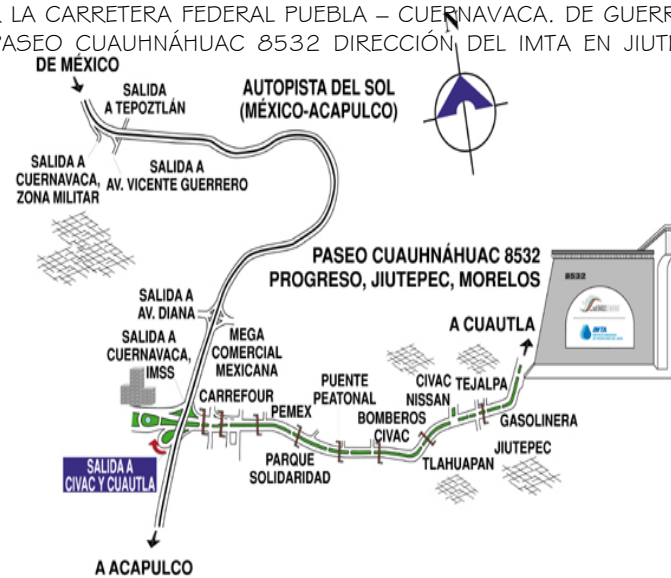 LA CARRETERA FEDERAL PUEBLA – CUERNAVACA. DE GUERR
PASEO CUAUHNÁHUAC 8532 DIRECCIÓN DEL IMTA EN JIUT
N
DE MÉXICO
SALIDA
A TEPOZTLÁN
AUTOPISTA DEL SOL
(MÉXICO-ACAPULCO)
SALIDA A
CUERNAVACA,
ZONA MILITAR
SALIDA A
AV. VICENTE GUERRERO
PASEO CUAUHNÁHUAC 8532
PROGRESO, JIUTEPEC, MORELOS
8532
IMTA
SALIDA A
AV. DIANA
A CUAUTLA
SALIDA A
CUERNAVACA,
IMSS
MEGA
COMERCIAL
MEXICANA
CARREFOUR
PEMEX
PUENTE
PEATONAL
CIVAC
NISSAN
TEJALPA
BOMBEROS
CIVAC
GASOLINERA
PARQUE
SOLIDARIDAD
TLAHUAPAN
JIUTEPEC
SALIDA A
CIVAC Y CUAUTLA
A ACAPULCO